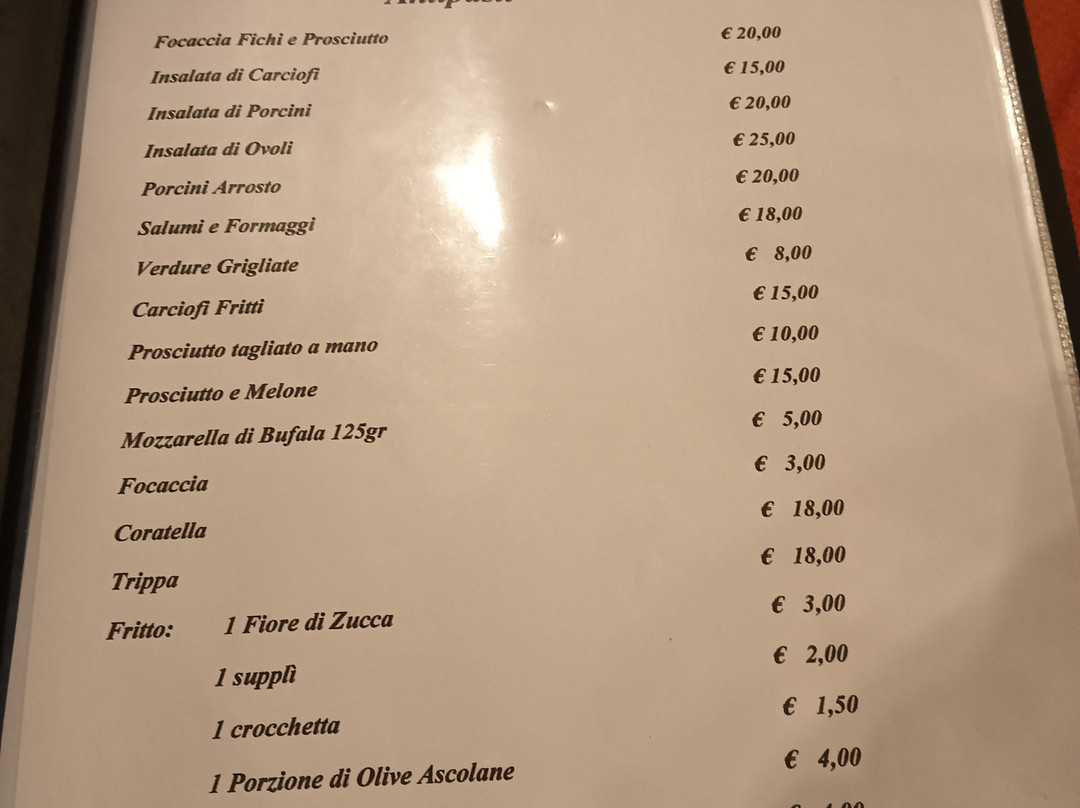 Antipasti
Focaccia Fichi e Prosciutto € 20,00
Insalata di Carciofi € 15,00
Insalata di Porcini € 20,00
Insalata di Ovoli € 25,00
Porcini Arrosto € 20,00
Salumi e Formaggi € 18,00
Verdure Grigliate € 8,00
Carciofi Fritti € 15,00
Prosciutto tagliato a mano € 10,00
Prosciutto e Melone € 15,00
Mozzarella di Bufala 125gr € 5,00
Focaccia € 3,00
Coratella € 18,00
Trippa € 18,00
Fritto: 1 Fiore di Zucca € 3,00
1 supplì € 2,00
1 crocchetta € 1,50
1 Porzione di Olive Ascolane € 4,00